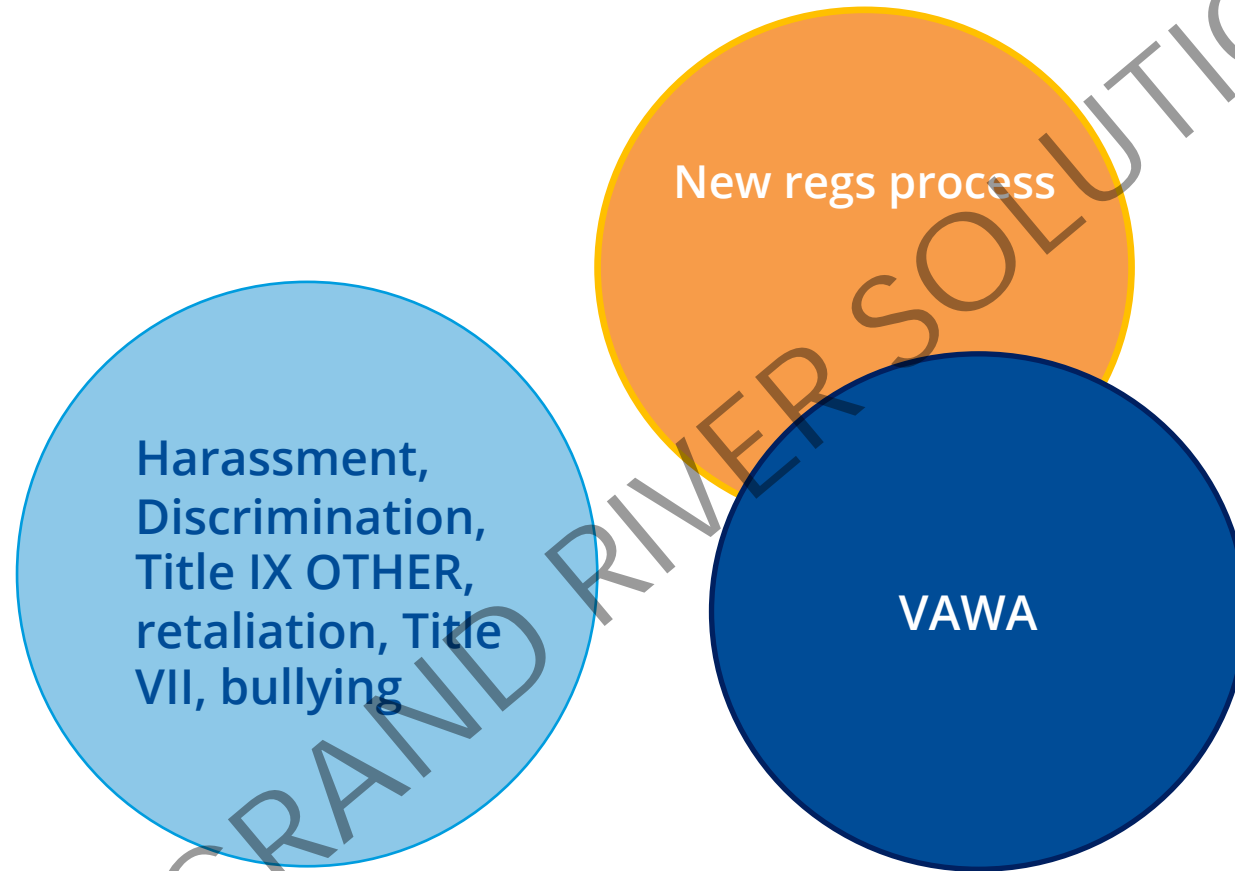 New regs process
Harassment,
Discrimination,
Title IX OTHER,
retaliation, Title
VII, bullying
VAWA
GRAND RIVER SOLUTIO